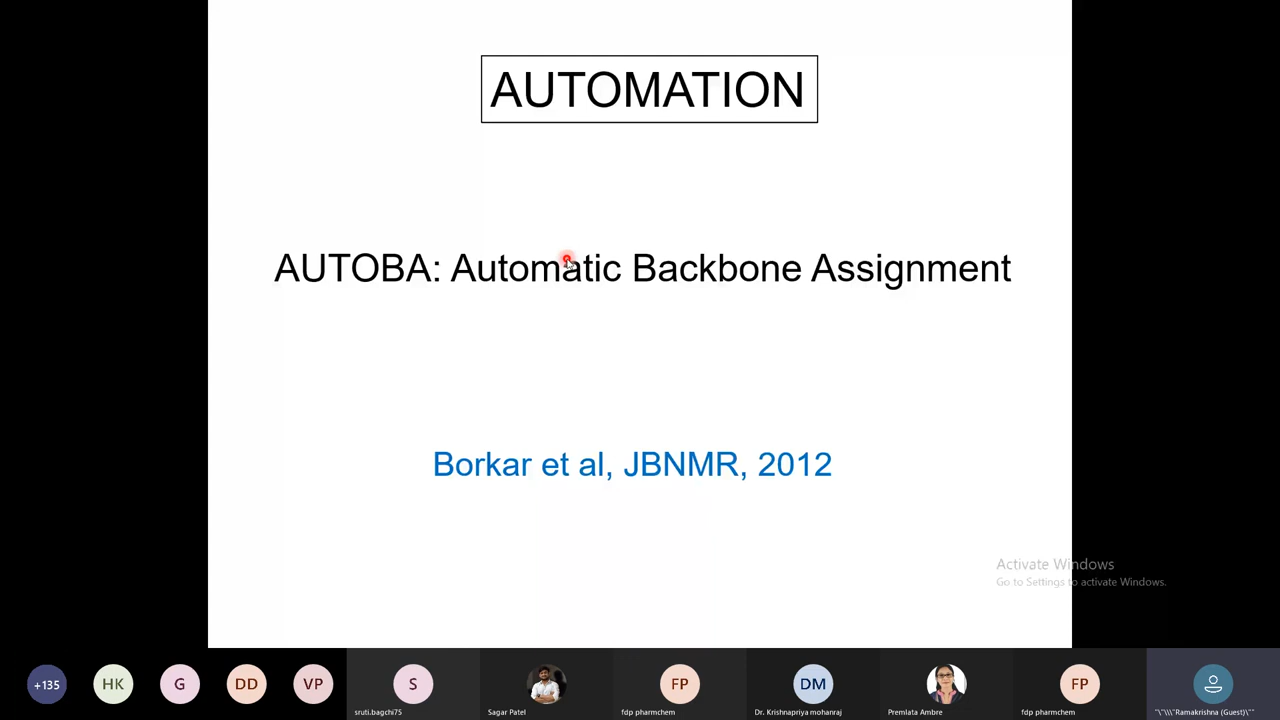 AUTOMATION
AUTOBA: Automatic Backbone Assignment
Borkar et al, JBNMR, 2012
Activate Windows
Go to Settings to activate Windows.
+135
HK
G
DD
VP
S
FP
DM
FP
sruti.bagchi75
Sagar Patel
fdp pharmchem
Dr. Krishnapriya mohanraj
Premlata Ambre
fdp pharmchem
"\"\\\"Ramakrishna (Guest)\""